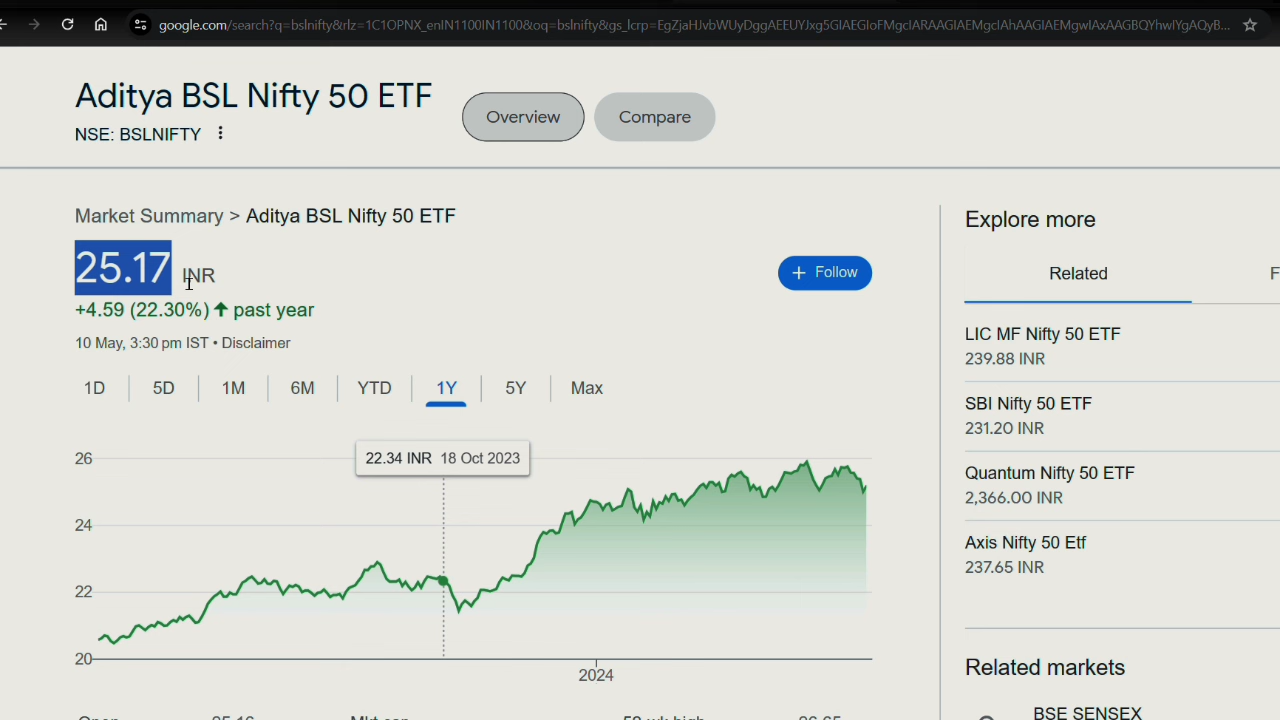 google.com/search?q=bslnifty&rlz=1C1OPNX_enIN1100IN1100&oq=bslnifty&gs_lcrp=EgZjaHJvbWUyDggAEEUYJxg5GIAEGIoFMgcIARAAGIAEMgcIAhAAGIAEMgwIAxAAGBQYhwIYgAQyB...
Aditya BSL Nifty 50 ETF
NSE: BSLNIFTY
Overview
Compare
Market Summary > Aditya BSL Nifty 50 ETF
25.17 INR
+ Follow
+4.59 (22.30%) past year
10 May, 3:30 pm IST • Disclaimer
1D 5D 1M 6M YTD 1Y 5Y Max
22.34 INR 18 Oct 2023
26
24
22
20
2024
Explore more
Related
LIC MF Nifty 50 ETF
239.88 INR
SBI Nifty 50 ETF
231.20 INR
Quantum Nifty 50 ETF
2,366.00 INR
Axis Nifty 50 Etf
237.65 INR
Related markets
BSE SENSEX